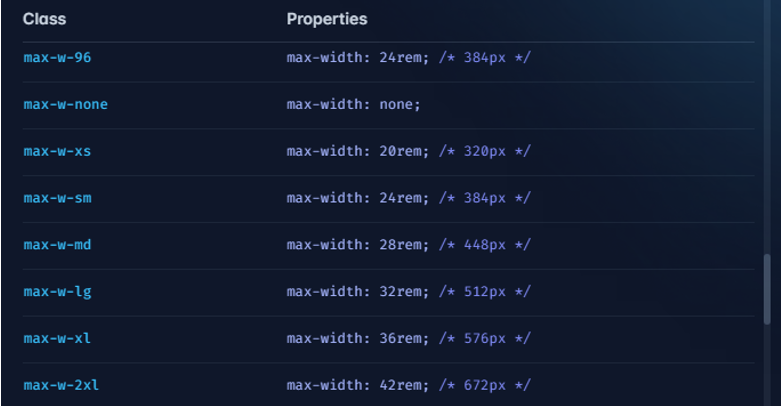 Class Properties
max-w-96 max-width: 24rem; /* 384px */
max-w-none max-width: none;
max-w-xs max-width: 20rem; /* 320px */
max-w-sm max-width: 24rem; /* 384px */
max-w-md max-width: 28rem; /* 448px */
max-w-lg max-width: 32rem; /* 512px */
max-w-xl max-width: 36rem; /* 576px */
max-w-2xl max-width: 42rem; /* 672px */